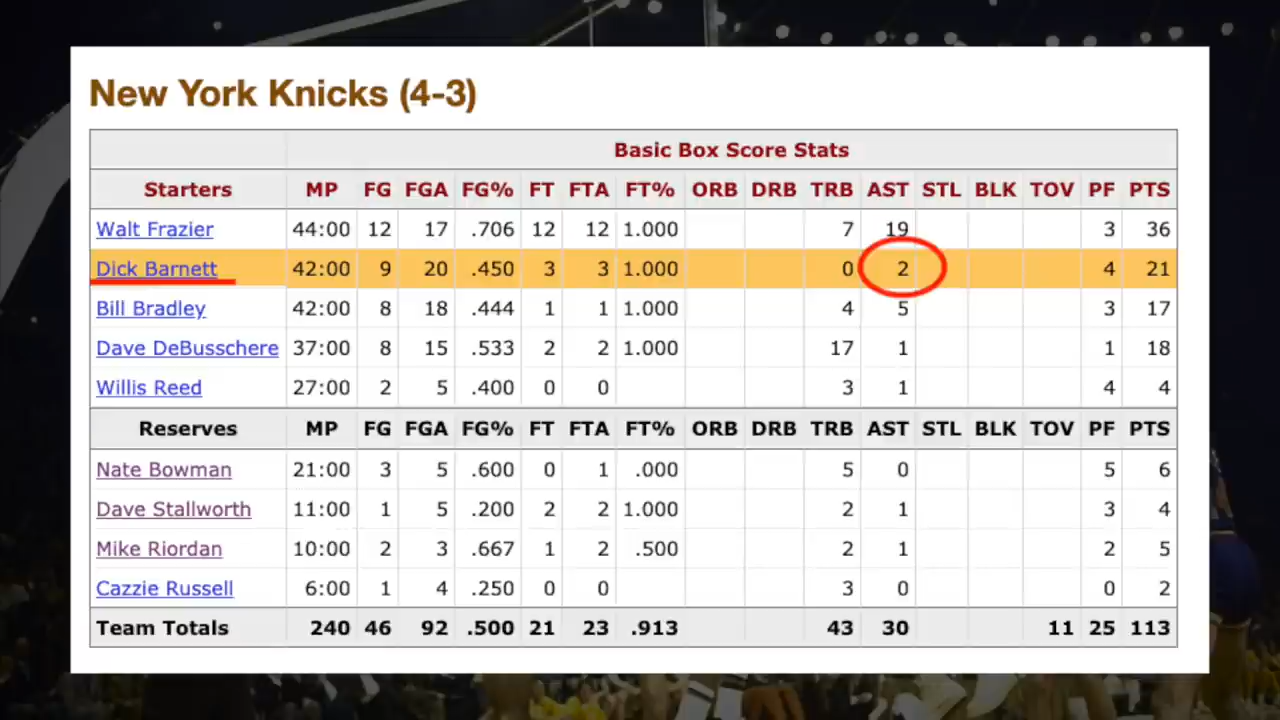 New York Knicks (4-3)
Basic Box Score Stats
Starters MP FG FGA FG% FT FTA FT% ORB DRB TRB AST STL BLK TOV PF PTS
Walt Frazier 44:00 12 17 .706 12 12 1.000 7 19 3 36
Dick Barnett 42:00 9 20 .450 3 3 1.000 0 2 4 21
Bill Bradley 42:00 8 18 .444 1 1 1.000 4 5 3 17
Dave DeBusschere 37:00 8 15 .533 2 2 1.000 17 1 1 18
Willis Reed 27:00 2 5 .400 0 0 3 1 4 4
Reserves MP FG FGA FG% FT FTA FT% ORB DRB TRB AST STL BLK TOV PF PTS
Nate Bowman 21:00 3 5 .600 0 1 .000 5 0 5 6
Dave Stallworth 11:00 1 5 .200 2 2 1.000 2 1 3 4
Mike Riordan 10:00 2 3 .667 1 2 .500 2 1 2 5
Cazzie Russell 6:00 1 4 .250 0 0 3 0 0 2
Team Totals 240 46 92 .500 21 23 .913 43 30 11 25 113